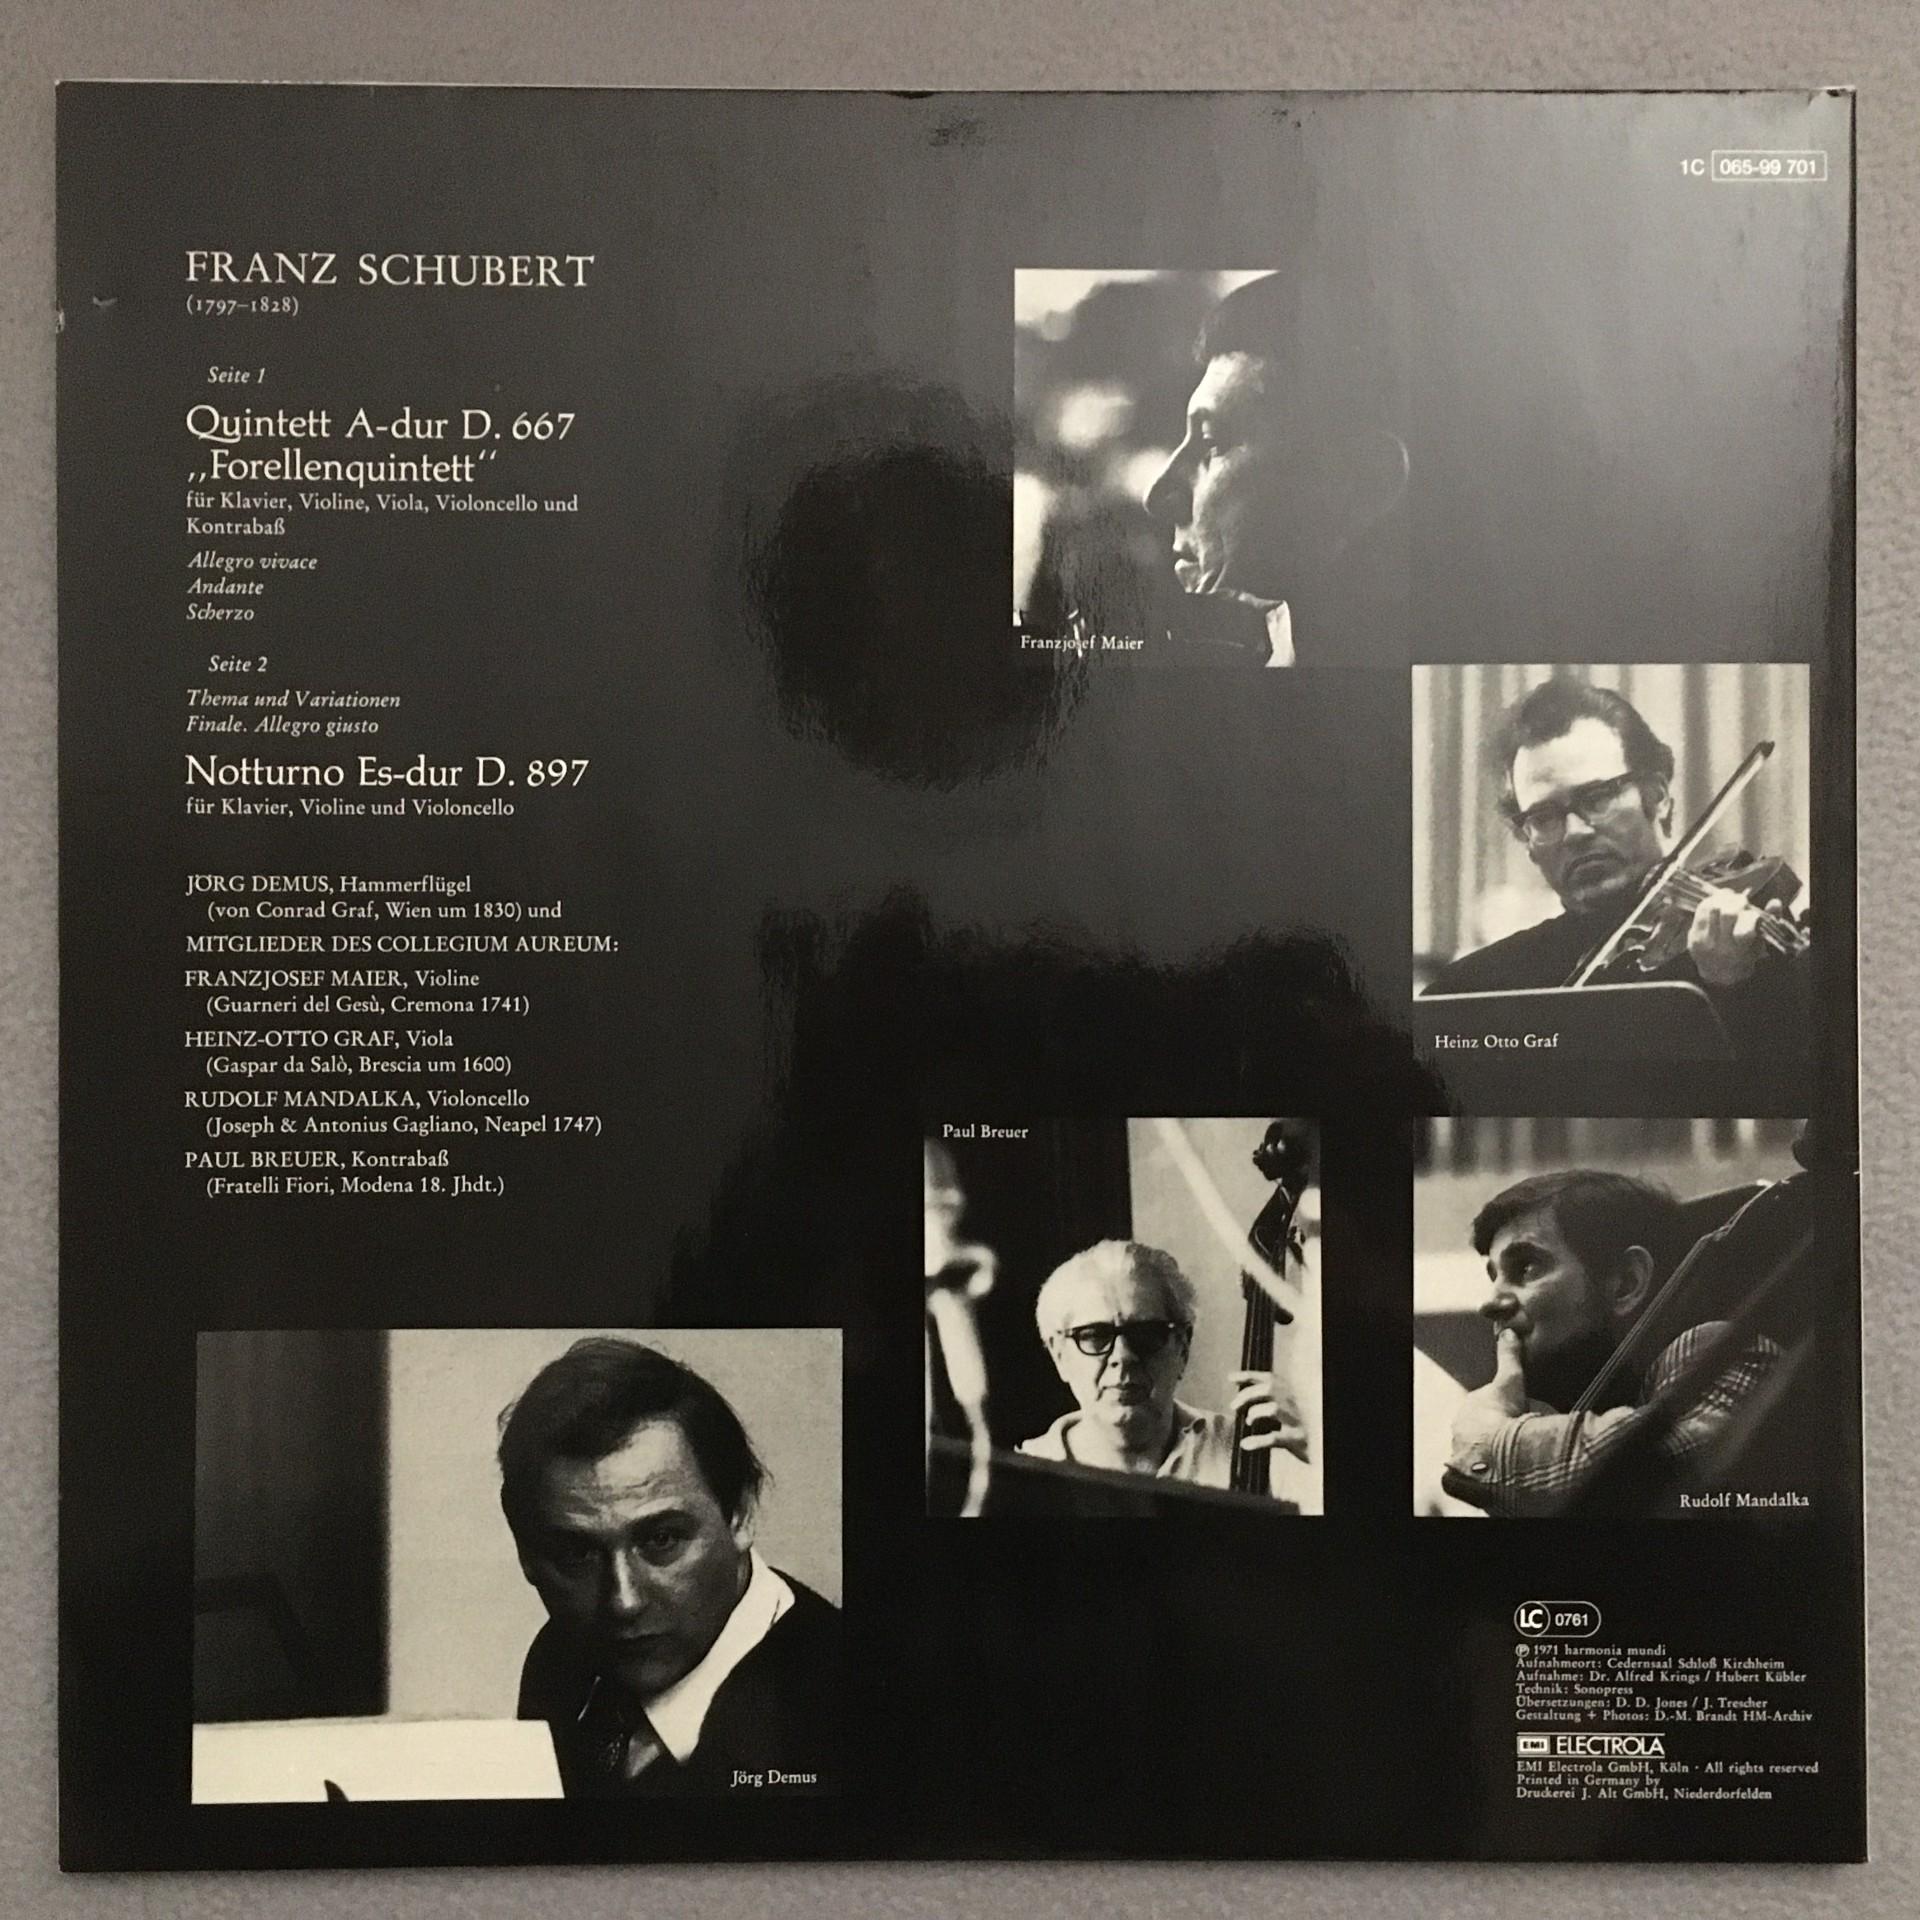 1C 065-99 701
FRANZ SCHUBERT
(1797–1828)
Seite 1
Quintett A-dur D. 667
„Forellenquintett“
für Klavier, Violine, Viola, Violoncello und
Kontrabaß
Allegro vivace
Andante
Scherzo
Seite 2
Thema und Variationen
Finale. Allegro giusto
Notturno Es-dur D. 897
für Klavier, Violine und Violoncello
JÖRG DEMUS, Hammerflügel
(von Conrad Graf, Wien um 1830) und
MITGLIEDER DES COLLEGIUM AUREUM:
FRANZJOSEF MAIER, Violine
(Guarneri del Gesù, Cremona 1741)
HEINZ-OTTO GRAF, Viola
(Gaspar da Salò, Brescia um 1600)
RUDOLF MANDALKA, Violoncello
(Joseph & Antonius Gagliano, Neapel 1747)
PAUL BREUER, Kontrabaß
(Fratelli Fiori, Modena 18. Jhdt.)
Franzjosef Maier
Heinz Otto Graf
Paul Breuer
Rudolf Mandalka
Jörg Demus
LC 0761
℗ 1971 harmonia mundi
Aufnahmeort: Cedernsaal Schloß Kirchheim
Aufnahme: Dr. Alfred Krings / Hubert Kübler
Technik: Sonopress
Übersetzungen: D. D. Jones / J. Trescher
Gestaltung + Photos: D.-M. Brandt HM-Archiv
EMI ELECTROLA
EMI Electrola GmbH, Köln · All rights reserved
Printed in Germany by
Druckerei J. Alt GmbH, Niederdorfelden